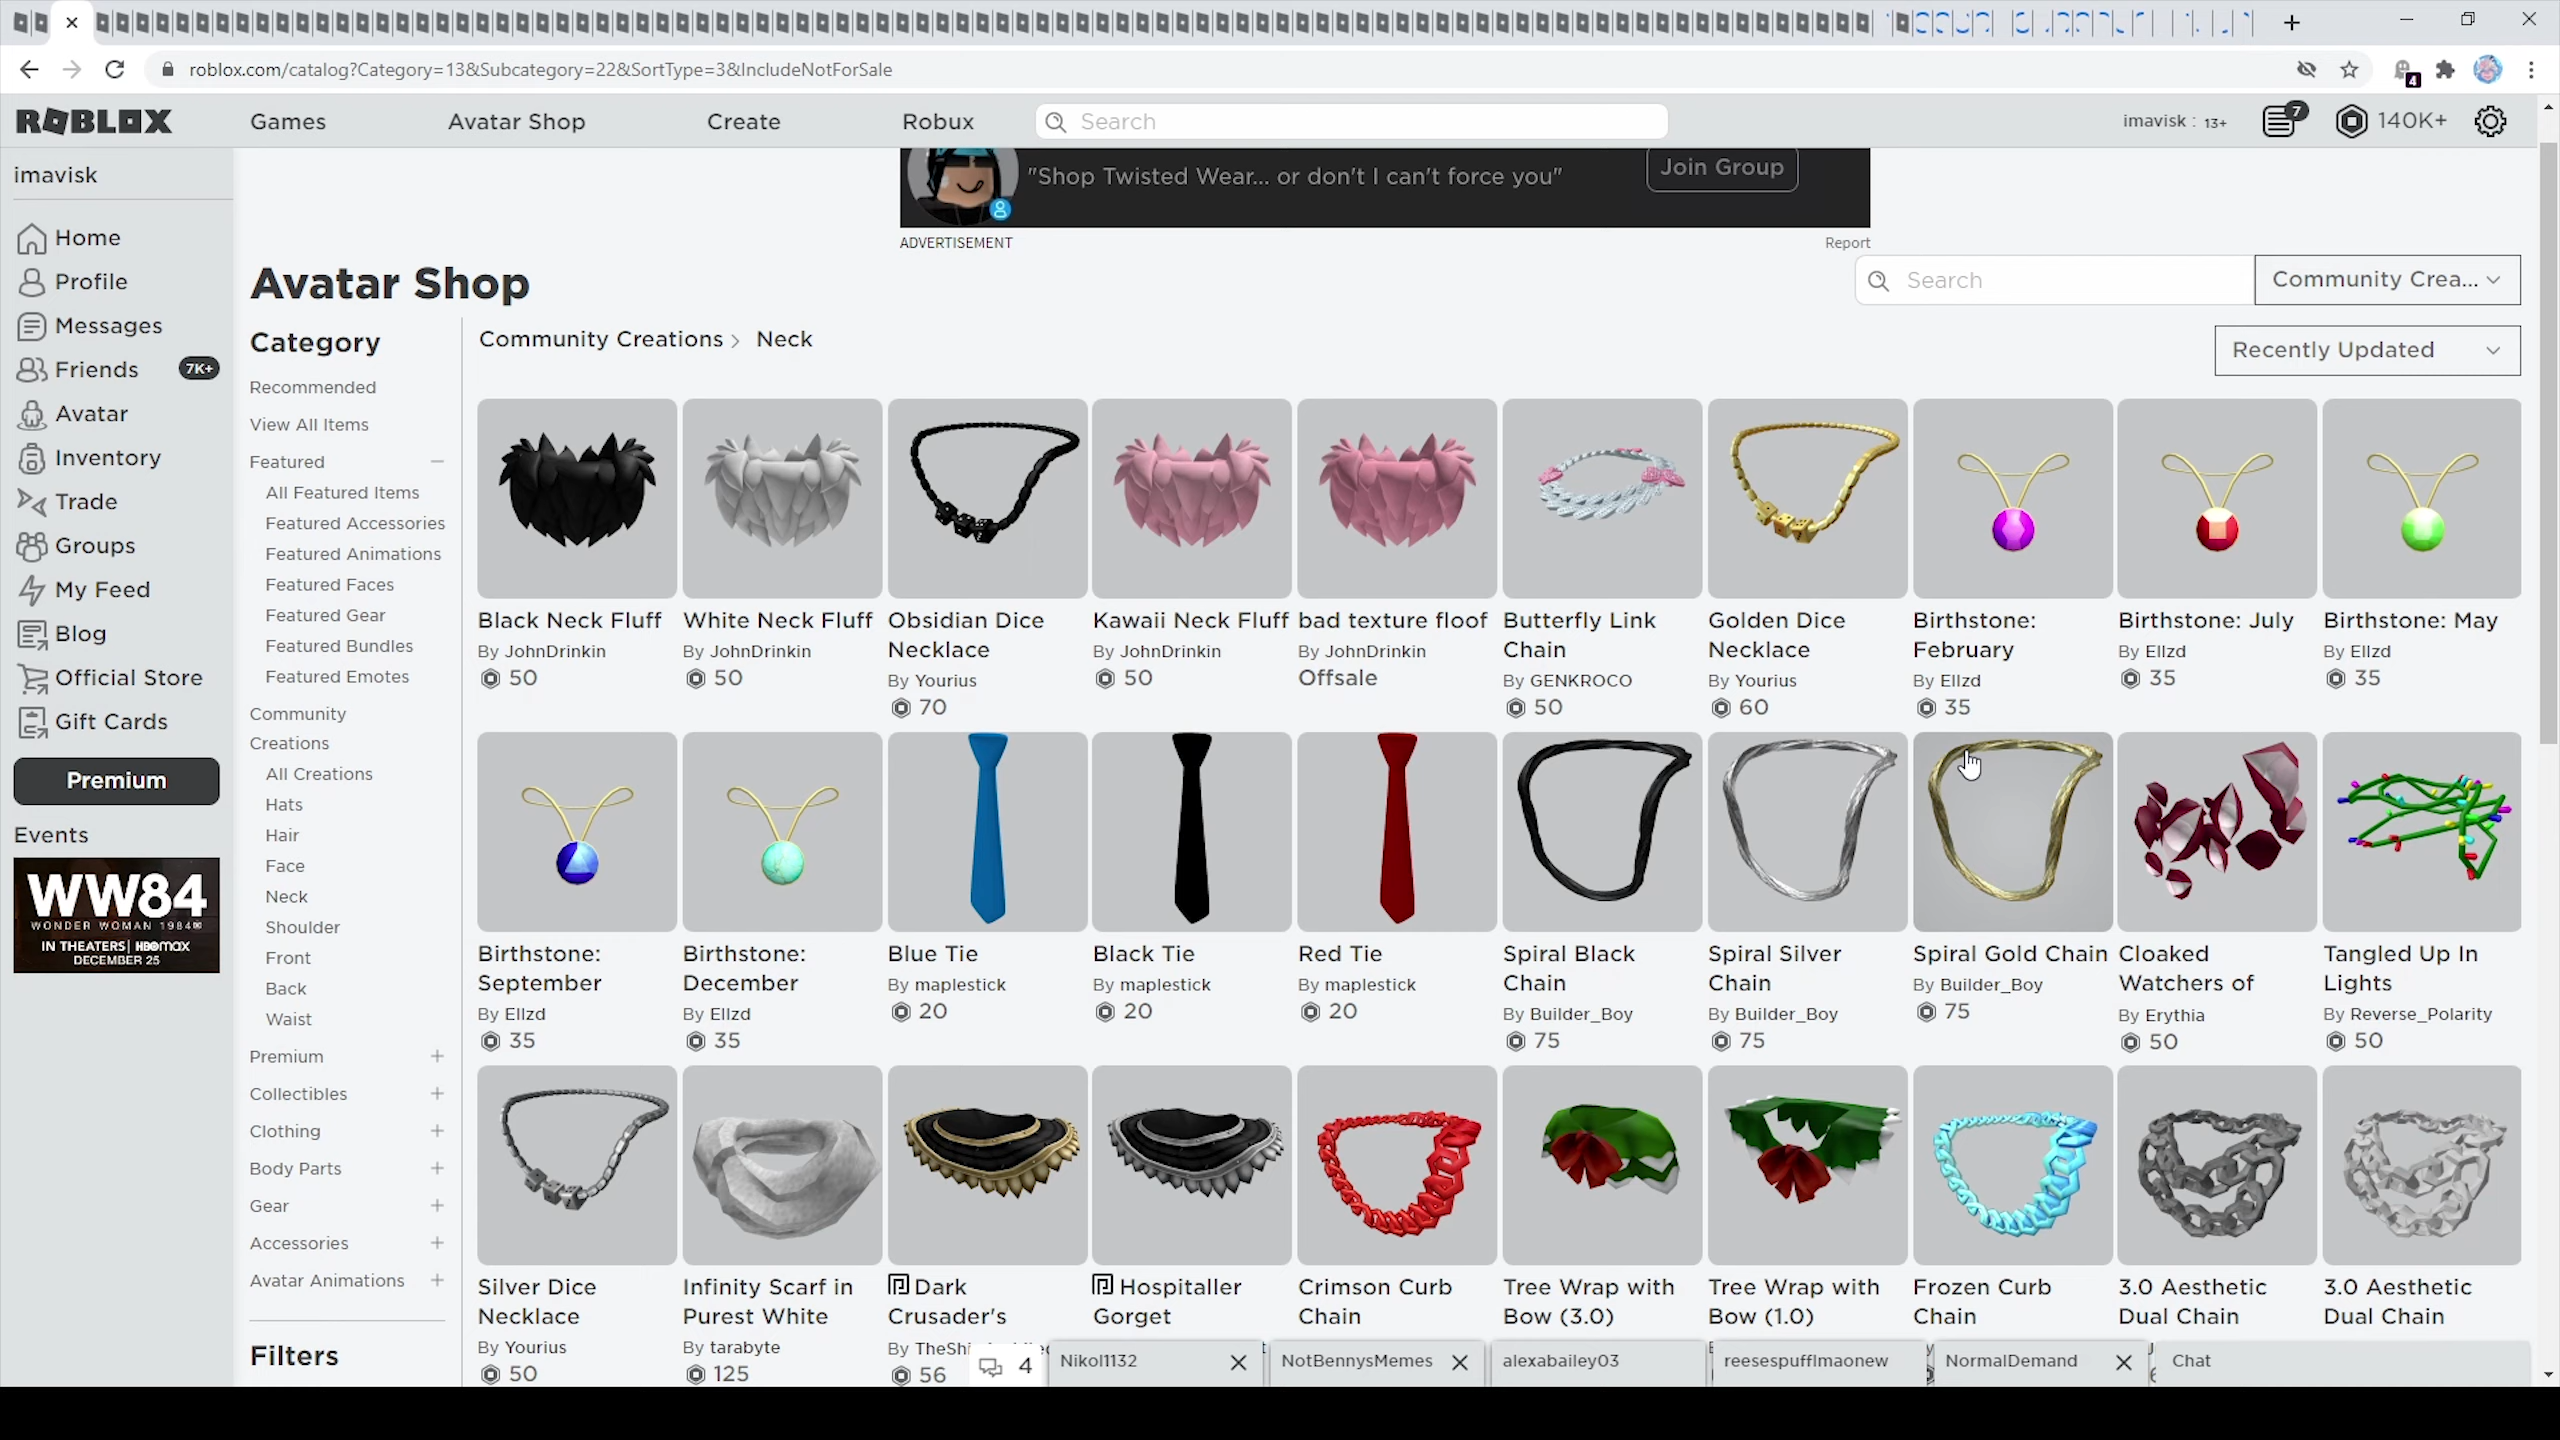 roblox.com/catalog?Category=13&Subcategory=22&SortType=3&IncludeNotForSale
4
ROBLOX
Games
Avatar Shop
Create
Robux
Search
imavisk : 13+
7
140K+
imavisk
Home
Profile
Messages
Friends
7K+
Avatar
Inventory
Trade
Groups
My Feed
Blog
Official Store
Gift Cards
Premium
Events
WW84
WONDER WOMAN 1984
IN THEATERS| HBOmax
DECEMBER 25
"Shop Twisted Wear... or don't I can't force you"
Join Group
ADVERTISEMENT
Report
Avatar Shop
Search
Community Crea...
Category
Recommended
View All Items
Featured
All Featured Items
Featured Accessories
Featured Animations
Featured Faces
Featured Gear
Featured Bundles
Featured Emotes
Community
Creations
All Creations
Hats
Hair
Face
Neck
Shoulder
Front
Back
Waist
Premium
Collectibles
Clothing
Body Parts
Gear
Accessories
Avatar Animations
Filters
Community Creations > Neck
Recently Updated
Black Neck Fluff
By JohnDrinkin
50
White Neck Fluff
By JohnDrinkin
50
Obsidian Dice
Necklace
By Yourius
70
Kawaii Neck Fluff
By JohnDrinkin
50
bad texture floof
By JohnDrinkin
Offsale
Butterfly Link
Chain
By GENKROCO
50
Golden Dice
Necklace
By Yourius
60
Birthstone:
February
By Ellzd
35
Birthstone: July
By Ellzd
35
Birthstone: May
By Ellzd
35
Birthstone:
September
By Ellzd
35
Birthstone:
December
By Ellzd
35
Blue Tie
By maplestick
20
Black Tie
By maplestick
20
Red Tie
By maplestick
20
Spiral Black
Chain
By Builder_Boy
75
Spiral Silver
Chain
By Builder_Boy
75
Spiral Gold Chain
By Builder_Boy
75
Cloaked
Watchers of
By Erythia
50
Tangled Up In
Lights
By Reverse_Polarity
50
Silver Dice
Necklace
By Yourius
50
Infinity Scarf in
Purest White
By tarabyte
125
Dark
Crusader's
By
56
Hospitaller
Gorget
Crimson Curb
Chain
Tree Wrap with
Bow (3.0)
Tree Wrap with
Bow (1.0)
Frozen Curb
Chain
3.0 Aesthetic
Dual Chain
3.0 Aesthetic
Dual Chain
4
Nikol1132
NotBennysMemes
alexabailey03
reesespufflmaonew
NormalDemand
Chat